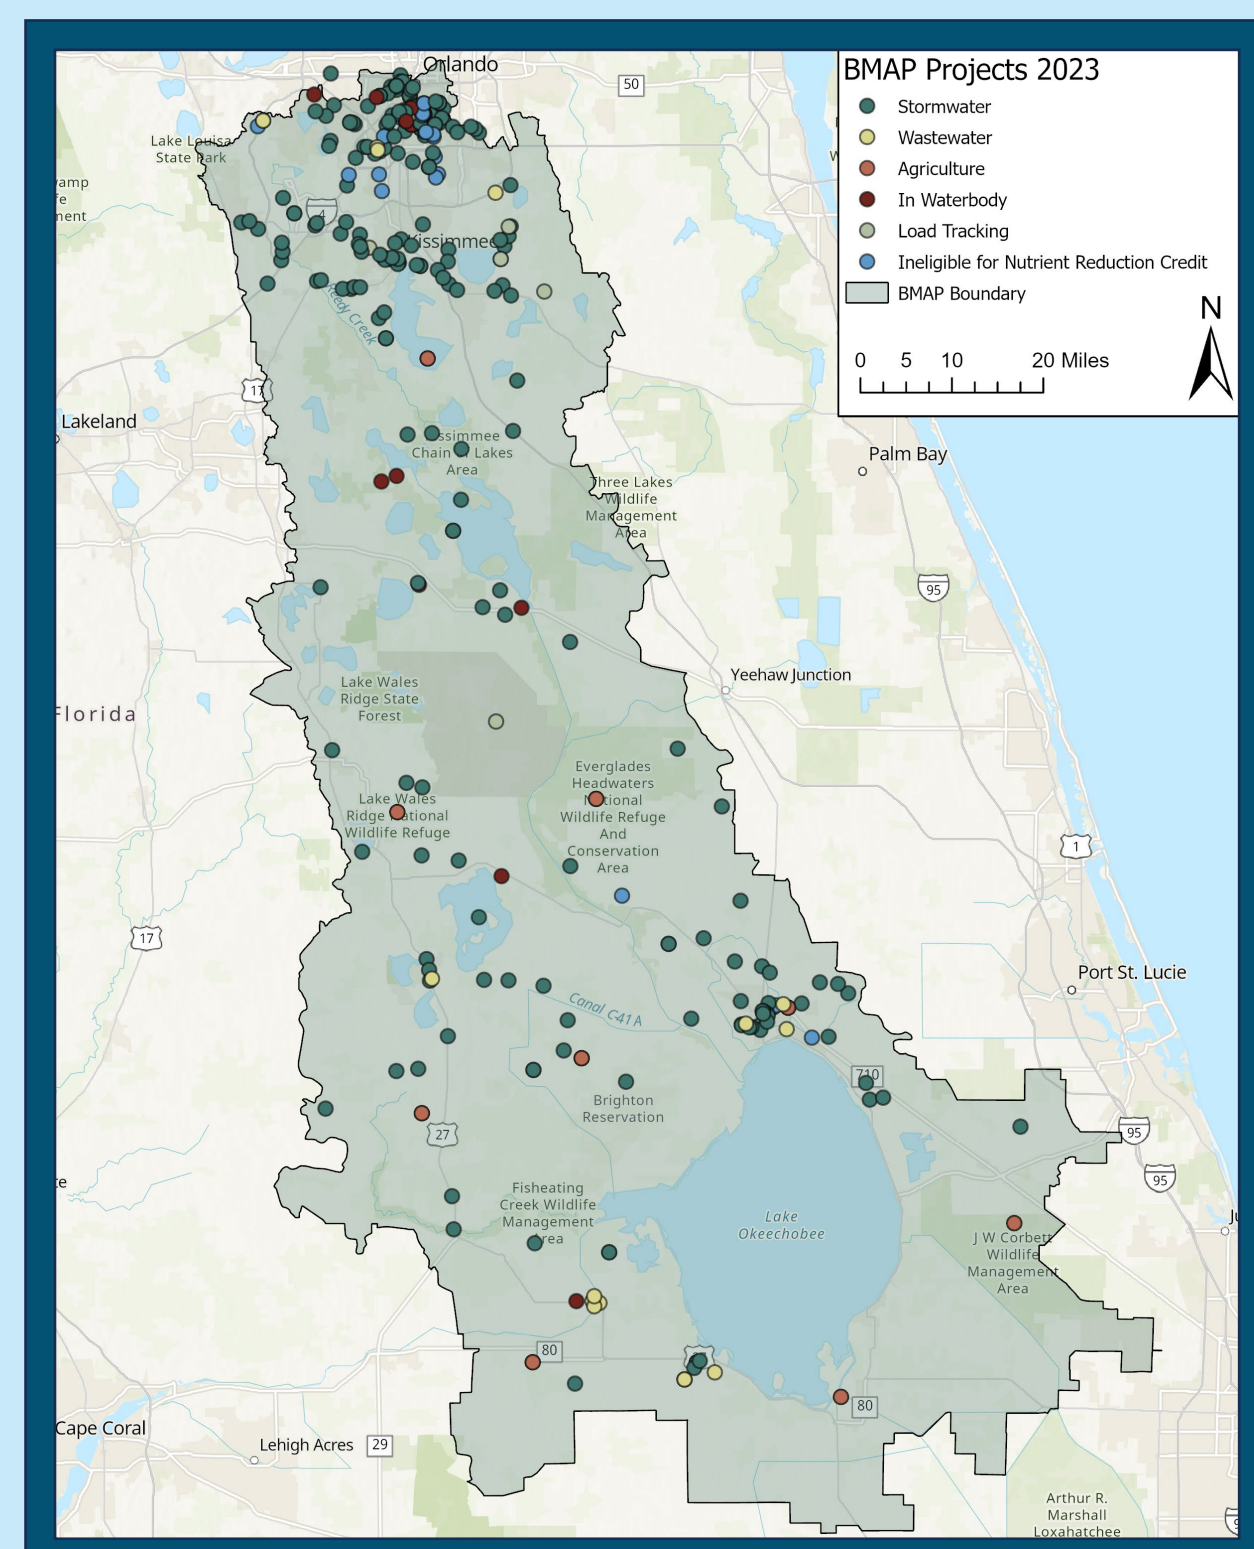 Orlando
50
BMAP Projects 2023
Stormwater
Wastewater
Agriculture
In Waterbody
Load Tracking
Ineligible for Nutrient Reduction Credit
BMAP Boundary
N
0 5 10 20 Miles
Lake Louisa
State Park
amp
fe
ment
4
Kissimmee
Reedy Creek
17
Lakeland
ssimmee
Chain Lakes
Area
Palm Bay
Three Lakes
Wildlife
Management
Area
95
Yeehaw Junction
Lake Wales
Ridge State
Forest
Florida
Everglades
Headwaters
National
Wildlife Refuge
And
Conservation
Area
Lake Wales
Ridge National
Wildlife Refuge
1
17
Port St. Lucie
Canal C41A
710
Brighton
Reservation
27
95
95
Fisheating
Creek Wildlife
Management
Area
Lake
Okeechobee
J W Corbett
Wildlife
Management
Area
80
80
Cape Coral
Lehigh Acres
29
Arthur R.
Marshall
Loxahatchee